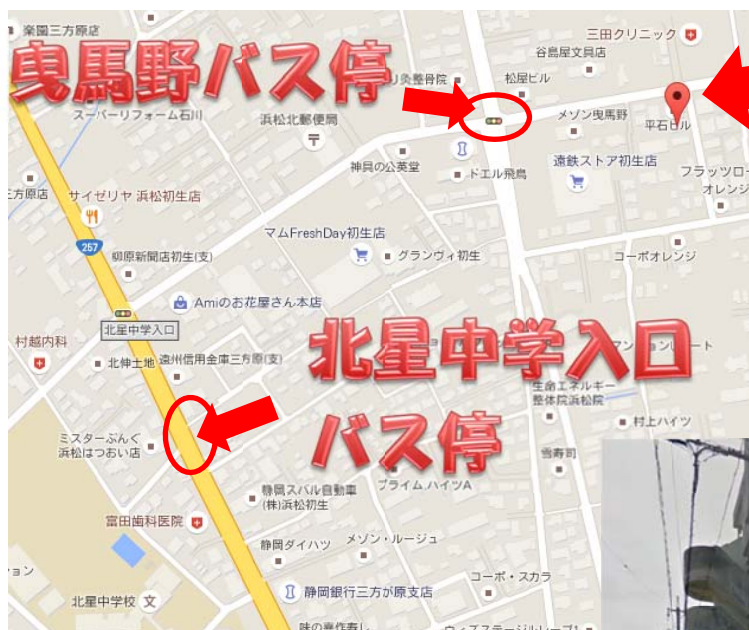 楽園三方原店
三田クリニック
谷島屋文具店
曳馬野バス停
灸整骨院
松屋ビル
スーパーリフォーム石川
浜松北郵便局
メゾン曳馬野
平石ビル
神具の公英堂
ドエル飛鳥
遠鉄ストア初生店
フラッツロー
オレンジ
方原店
サイゼリヤ 浜松初生店
マムFreshDay初生店
257
柳原新聞店初生(支)
グランヴィ初生
コーポオレンジ
Amiのお花屋さん本店
北星中学入口
村越内科
北伸土地
遠州信用金庫三方原(支)
北星中学入口
バス停
生命エネルギー
整体院浜松院
村上ハイツ
ミスターぶんぐ
浜松はつおい店
雪寿司
静岡スバル自動車
(株)浜松初生
プライム.ハイツA
富田歯科医院
静岡ダイハツ
メゾン・ルージュ
静岡銀行三方が原支店
コーポ・スカラ
北星中学校
文